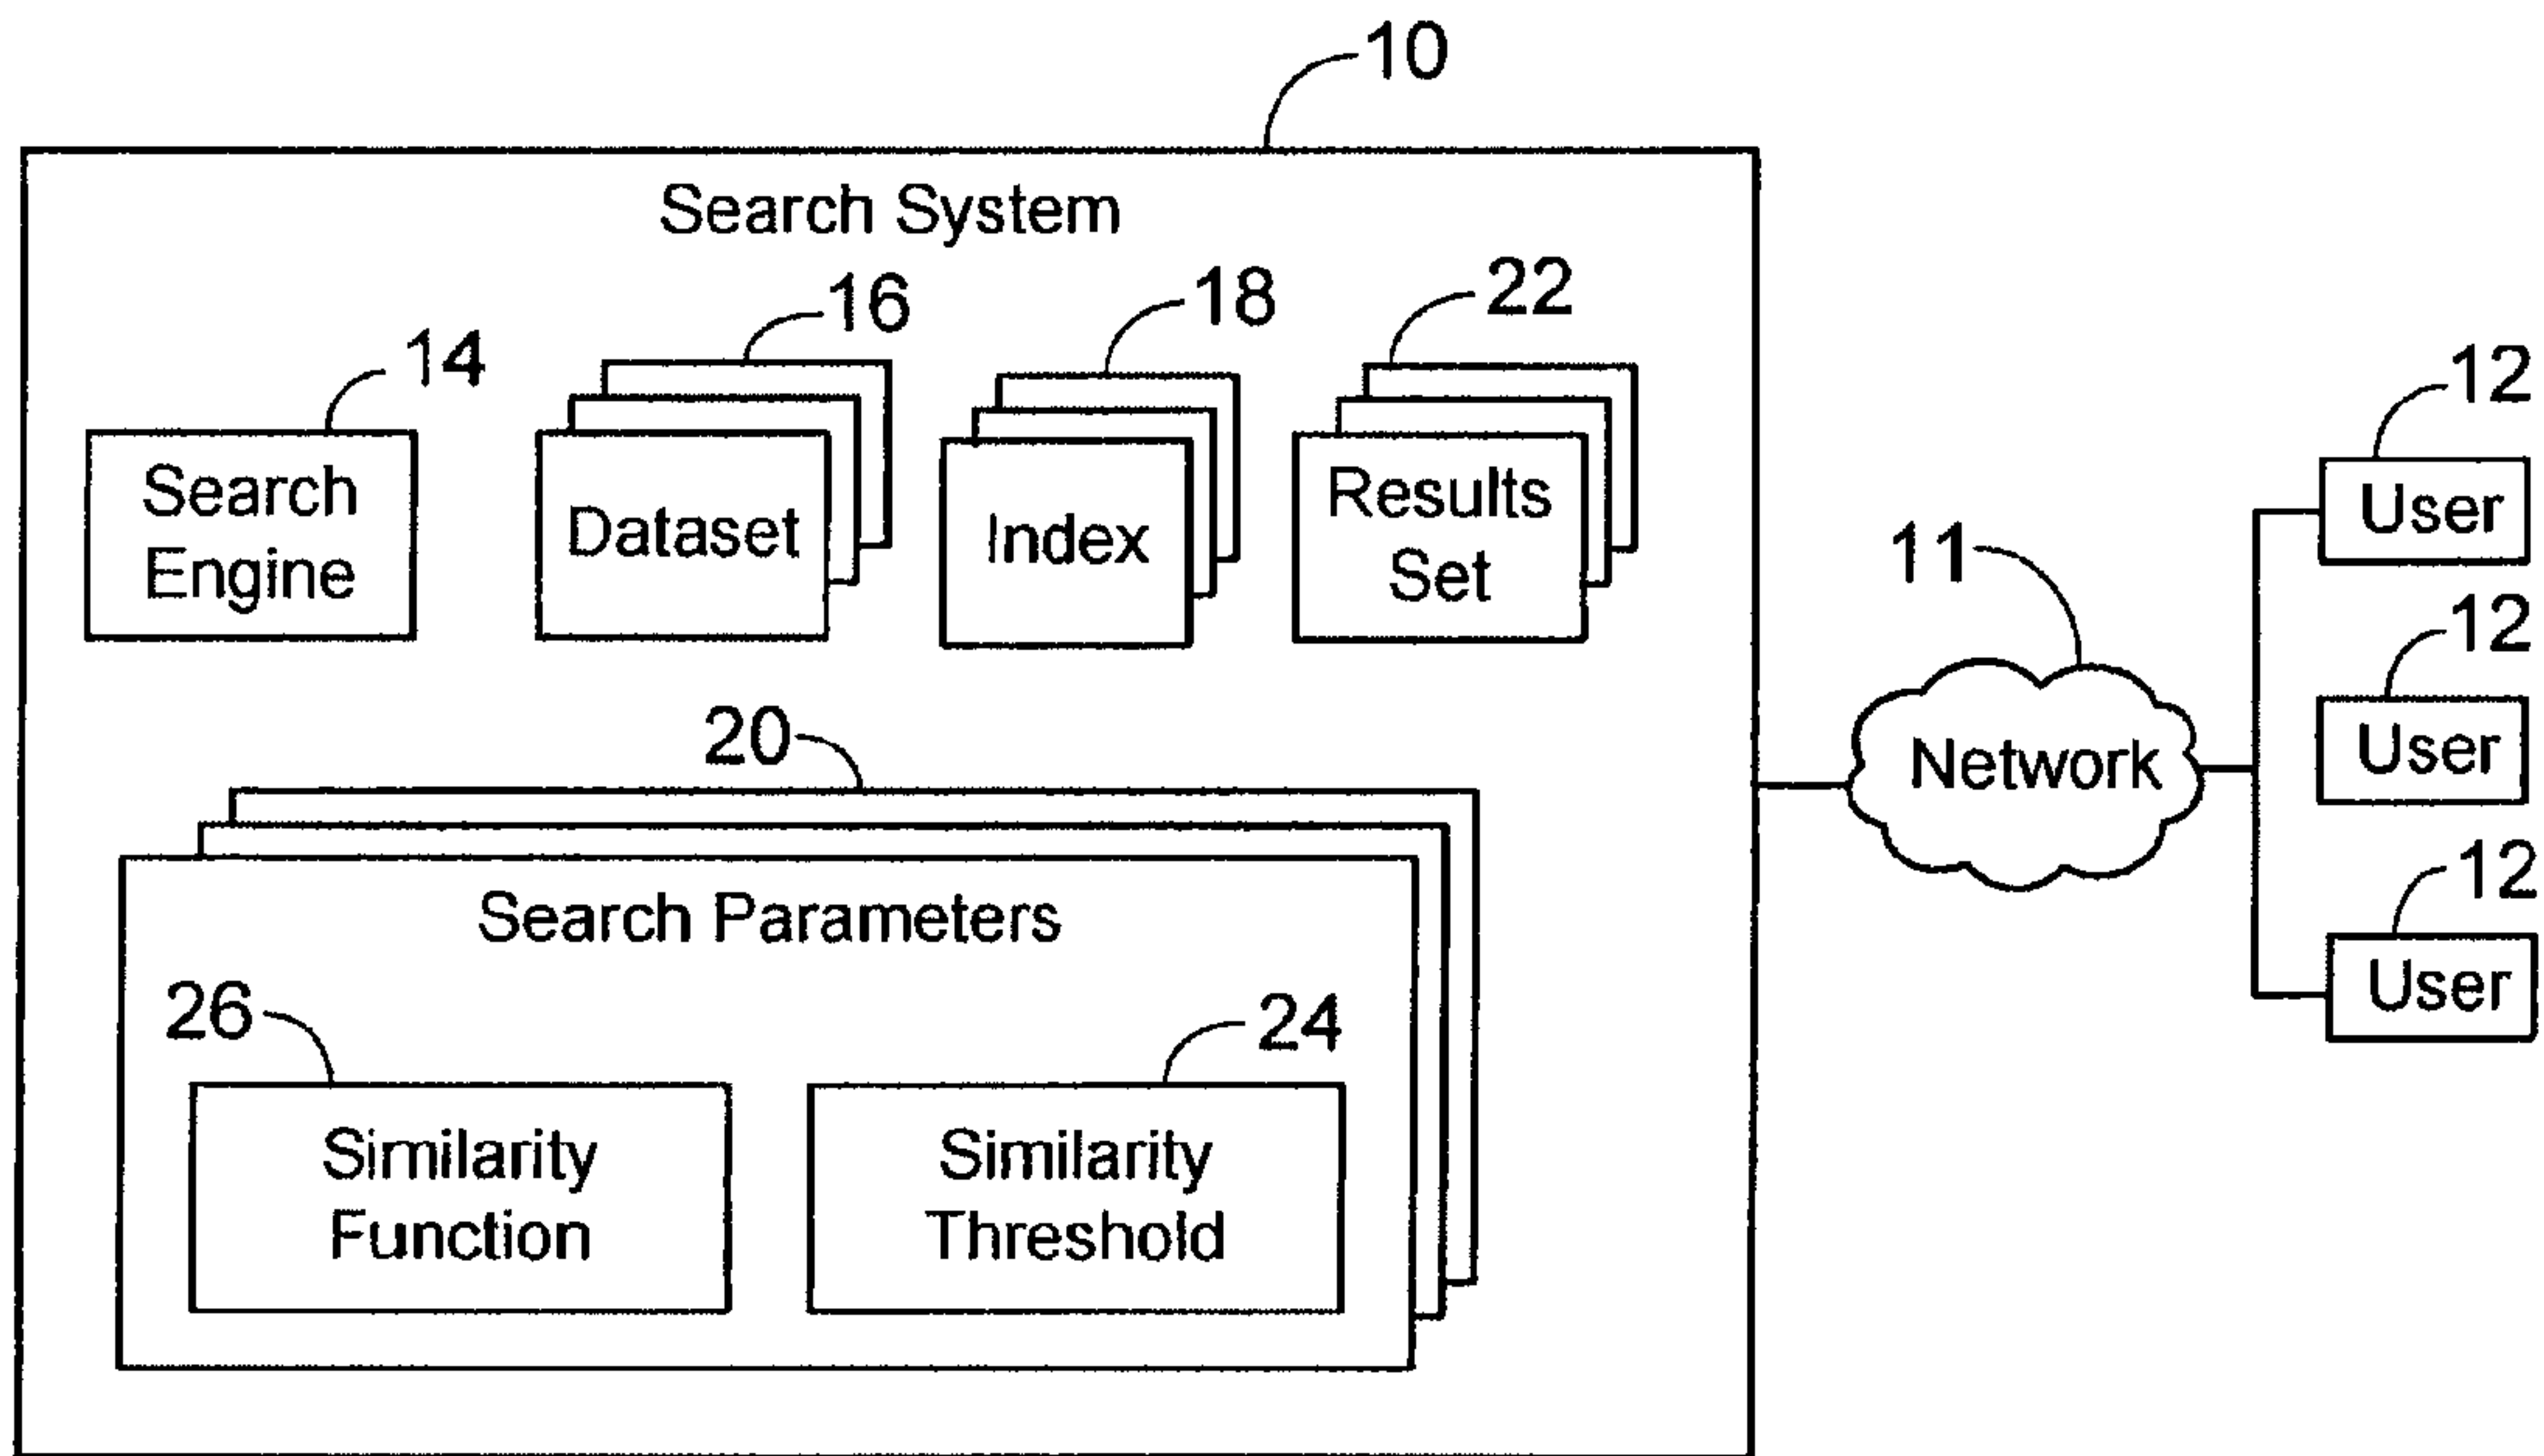 10
Search System
16
18
22
14
Search
Engine
Dataset
Index
Results
Set
12
User
11
12
User
Network
12
User
20
Search Parameters
26
24
Similarity
Function
Similarity
Threshold